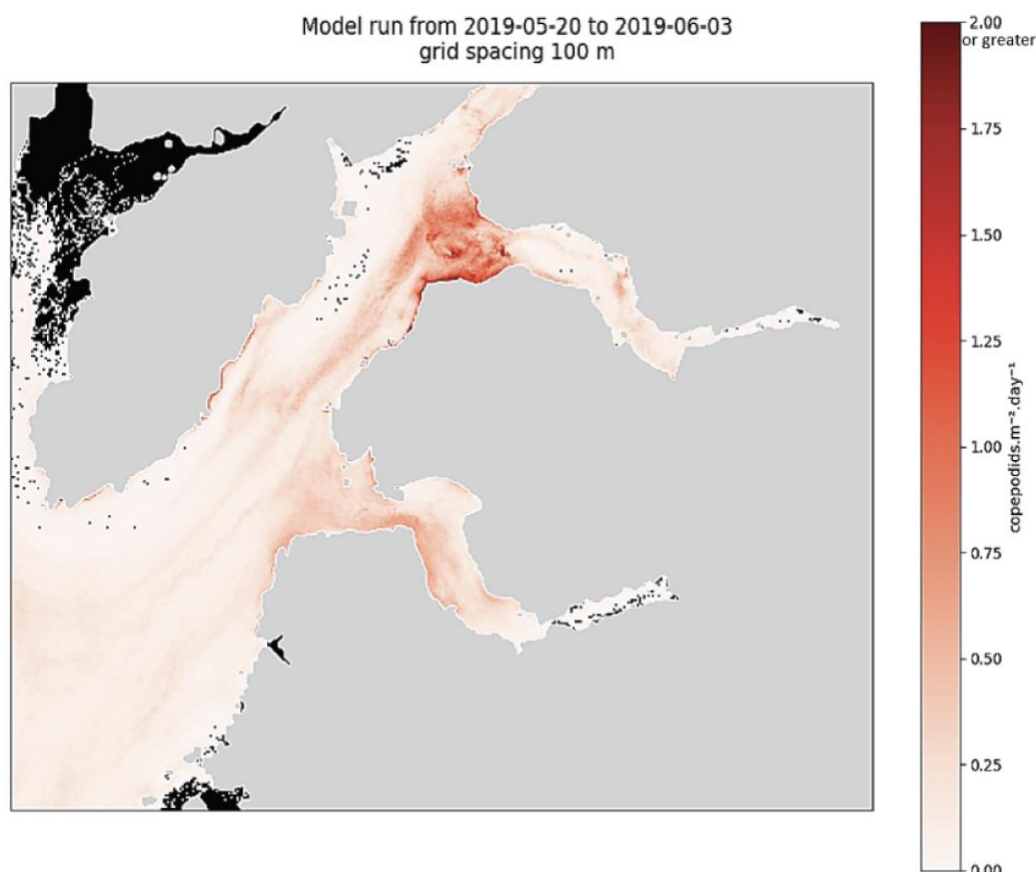 Model run from 2019-05-20 to 2019-06-03
grid spacing 100 m
2.00
or greater
1.75
1.50
1.25
1.00
0.75
0.50
0.25
0.00
copepodids.m⁻².day⁻¹